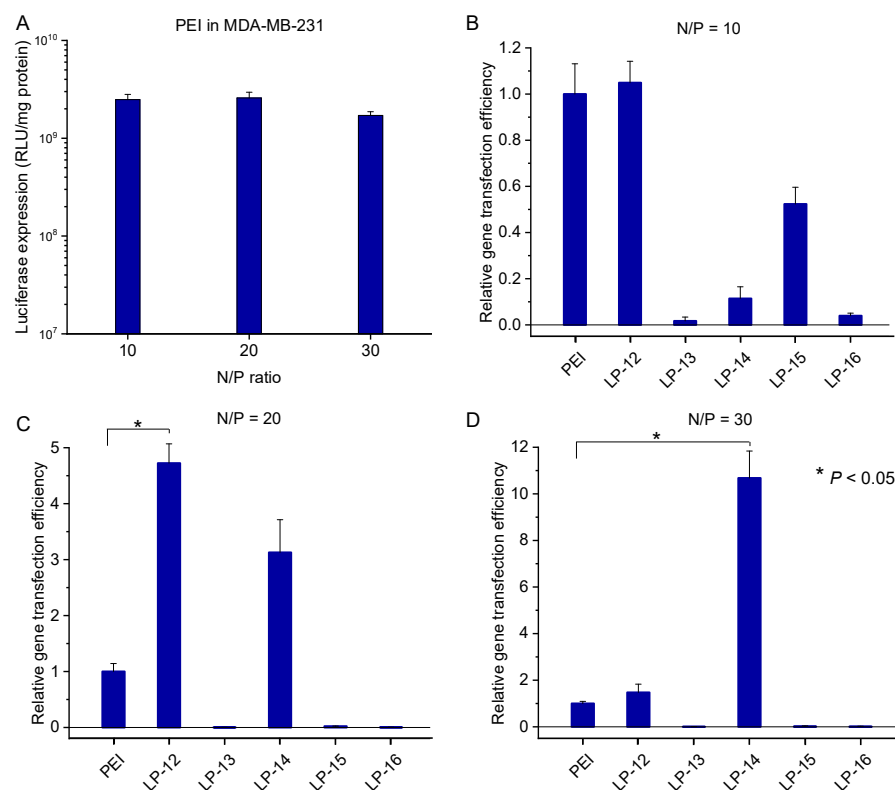 A
PEI in MDA-MB-231
Luciferase expression (RLU/mg protein)
10^10
10^9
10^8
10^7
10 20 30
N/P ratio
B
N/P = 10
Relative gene transfection efficiency
1.2
1.0
0.8
0.6
0.4
0.2
0.0
PEI LP-12 LP-13 LP-14 LP-15 LP-16
C
N/P = 20
*
Relative gene transfection efficiency
5
4
3
2
1
0
PEI LP-12 LP-13 LP-14 LP-15 LP-16
D
N/P = 30
*
* P < 0.05
Relative gene transfection efficiency
12
10
8
6
4
2
0
PEI LP-12 LP-13 LP-14 LP-15 LP-16